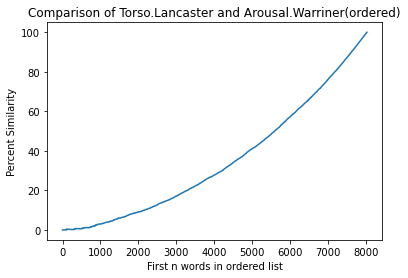 Comparison of Torso.Lancaster and Arousal.Warriner(ordered)
100
80
60
40
20
0
Percent Similarity
0 1000 2000 3000 4000 5000 6000 7000 8000
First n words in ordered list